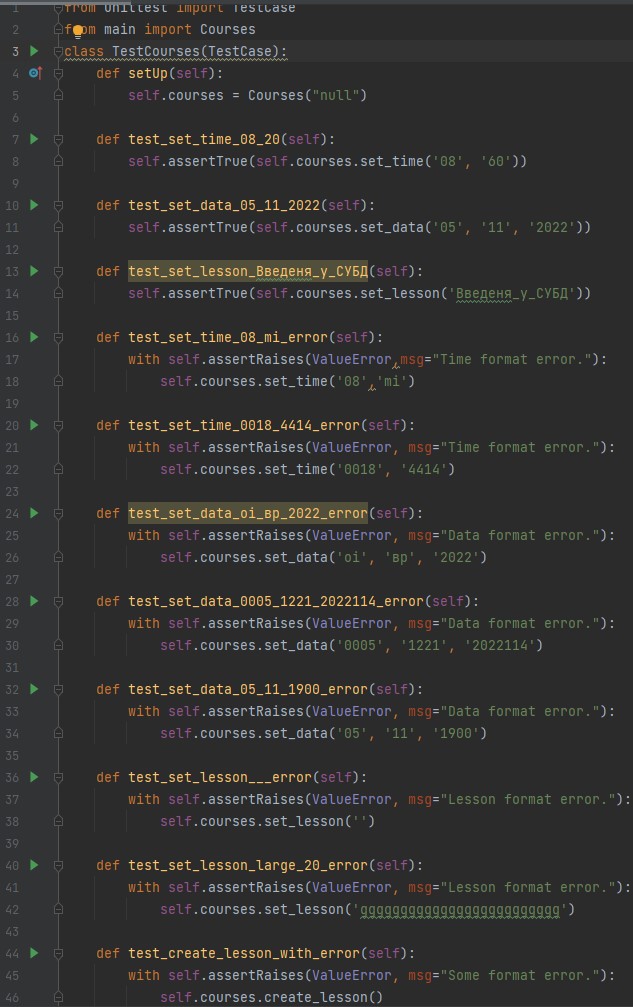 1 from unittest import TestCase
2 from main import Courses
3 class TestCourses(TestCase):
4 def setUp(self):
5 self.courses = Courses("null")
6
7 def test_set_time_08_20(self):
8 self.assertTrue(self.courses.set_time('08', '60'))
9
10 def test_set_data_05_11_2022(self):
11 self.assertTrue(self.courses.set_data('05', '11', '2022'))
12
13 def test_set_lesson_Введеня_у_СУБД(self):
14 self.assertTrue(self.courses.set_lesson('Введеня_у_СУБД'))
15
16 def test_set_time_08_mi_error(self):
17 with self.assertRaises(ValueError,msg="Time format error."):
18 self.courses.set_time('08','mi')
19
20 def test_set_time_0018_4414_error(self):
21 with self.assertRaises(ValueError, msg="Time format error."):
22 self.courses.set_time('0018', '4414')
23
24 def test_set_data_oi_вр_2022_error(self):
25 with self.assertRaises(ValueError, msg="Data format error."):
26 self.courses.set_data('oi', 'вр', '2022')
27
28 def test_set_data_0005_1221_2022114_error(self):
29 with self.assertRaises(ValueError, msg="Data format error."):
30 self.courses.set_data('0005', '1221', '2022114')
31
32 def test_set_data_05_11_1900_error(self):
33 with self.assertRaises(ValueError, msg="Data format error."):
34 self.courses.set_data('05', '11', '1900')
35
36 def test_set_lesson___error(self):
37 with self.assertRaises(ValueError, msg="Lesson format error."):
38 self.courses.set_lesson('')
39
40 def test_set_lesson_large_20_error(self):
41 with self.assertRaises(ValueError, msg="Lesson format error."):
42 self.courses.set_lesson('ggggggggggggggggggggggggg')
43
44 def test_create_lesson_with_error(self):
45 with self.assertRaises(ValueError, msg="Some format error."):
46 self.courses.create_lesson()